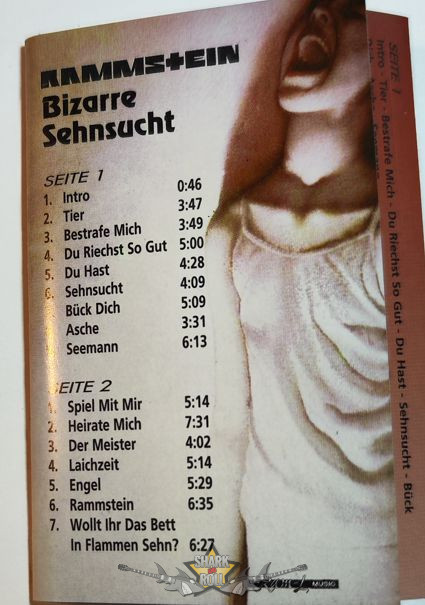 RAMMSTEIN
Bizarre
Sehnsucht
SEITE 1
1. Intro 0:46
2. Tier 3:47
3. Bestrafe Mich 3:49
4. Du Riechst So Gut 5:00
5. Du Hast 4:28
6. Sehnsucht 4:09
Bück Dich 5:09
Asche 3:31
Seemann 6:13
SEITE 2
1. Spiel Mit Mir 5:14
2. Heirate Mich 7:31
3. Der Meister 4:02
4. Laichzeit 5:14
5. Engel 5:29
6. Rammstein 6:35
7. Wollt Ihr Das Bett
In Flammen Sehn? 6:27
SHARK
ROLL
MUSIC
SEITE 1
Intro - Tier - Bestrafe Mich - Du Riechst So Gut - Du Hast - Sehnsucht - Bück